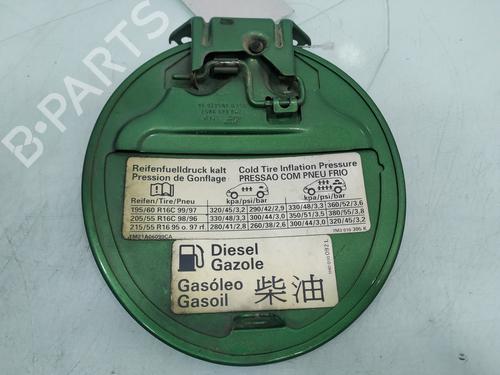 Reifenfuelldruck kalt
Pression de Gonflage
Cold Tire Inflation Pressure
PRESSAO COM PNEU FRIO
Reifen/Tire/Pneu
kpa/psi/bar
kpa/psi/bar
195/60 R16C 99/97 320/45/3,2 290/42/2,9 330/48/3,3 360/52/3,6
205/55 R16C 98/96 330/48/3,3 300/44/3,0 350/51/3,5 380/55/3,8
215/55 R16 95 o. 97 rf. 280/41/2,8 260/38/2,6 300/44/3,0 320/45/3,2
7M3 010 395 K
Diesel
Gazole
Gasóleo
Gasoil
柴油
B-PARTS